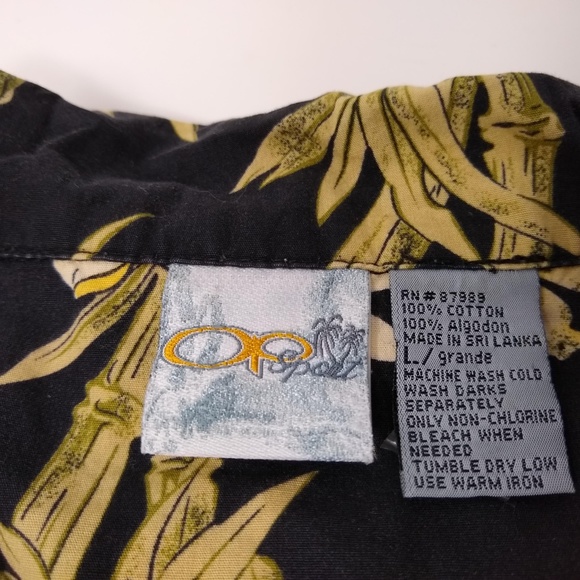 Op
Sport
RN# 87989
100% COTTON
100% Algodon
MADE IN SRI LANKA
L./ grande
MACHINE WASH COLD
WASH DARKS
SEPARATELY
ONLY NON-CHLORINE
BLEACH WHEN
NEEDED
TUMBLE DRY LOW
USE WARM IRON